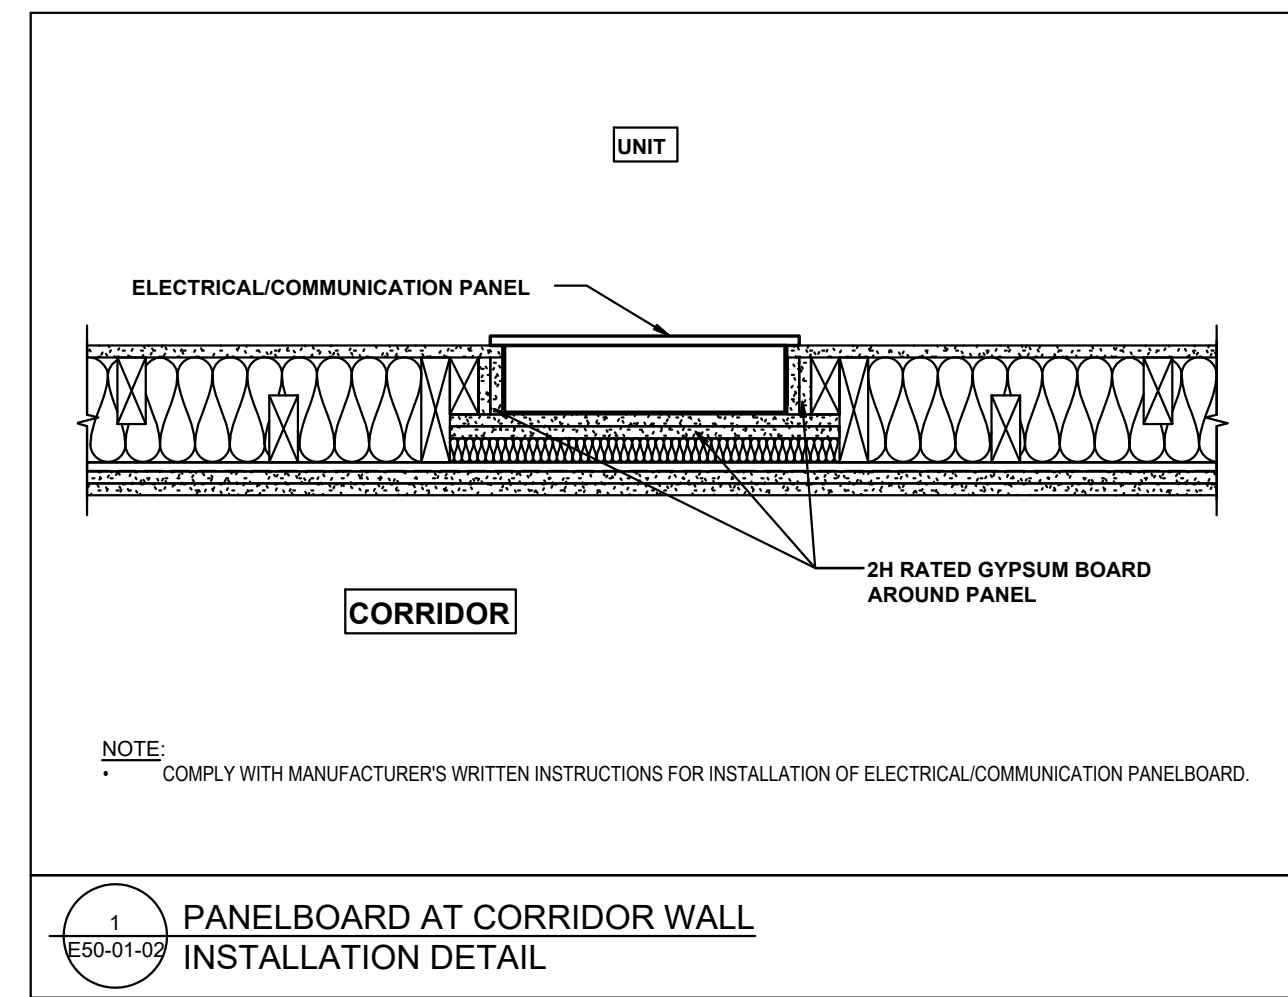 UNIT
ELECTRICAL/COMMUNICATION PANEL
2H RATED GYPSUM BOARD
AROUND PANEL
CORRIDOR
NOTE:
• COMPLY WITH MANUFACTURER'S WRITTEN INSTRUCTIONS FOR INSTALLATION OF ELECTRICAL/COMMUNICATION PANELBOARD.
1
E50-01-02
PANELBOARD AT CORRIDOR WALL
INSTALLATION DETAIL